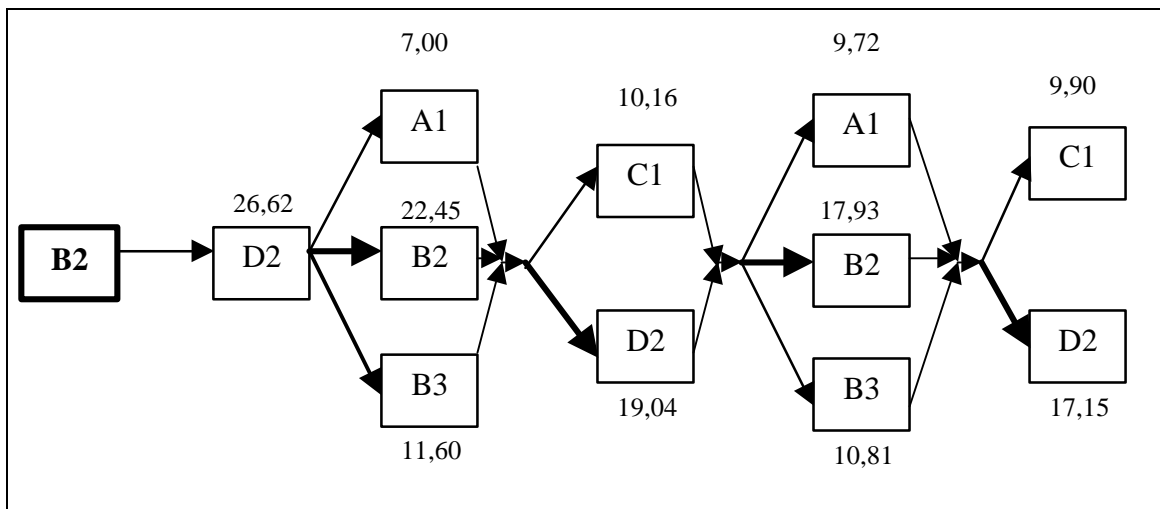 7,00
9,72
9,90
10,16
A1
A1
C1
C1
26,62
22,45
17,93
B2
D2
B2
B2
D2
D2
B3
B3
19,04
17,15
11,60
10,81